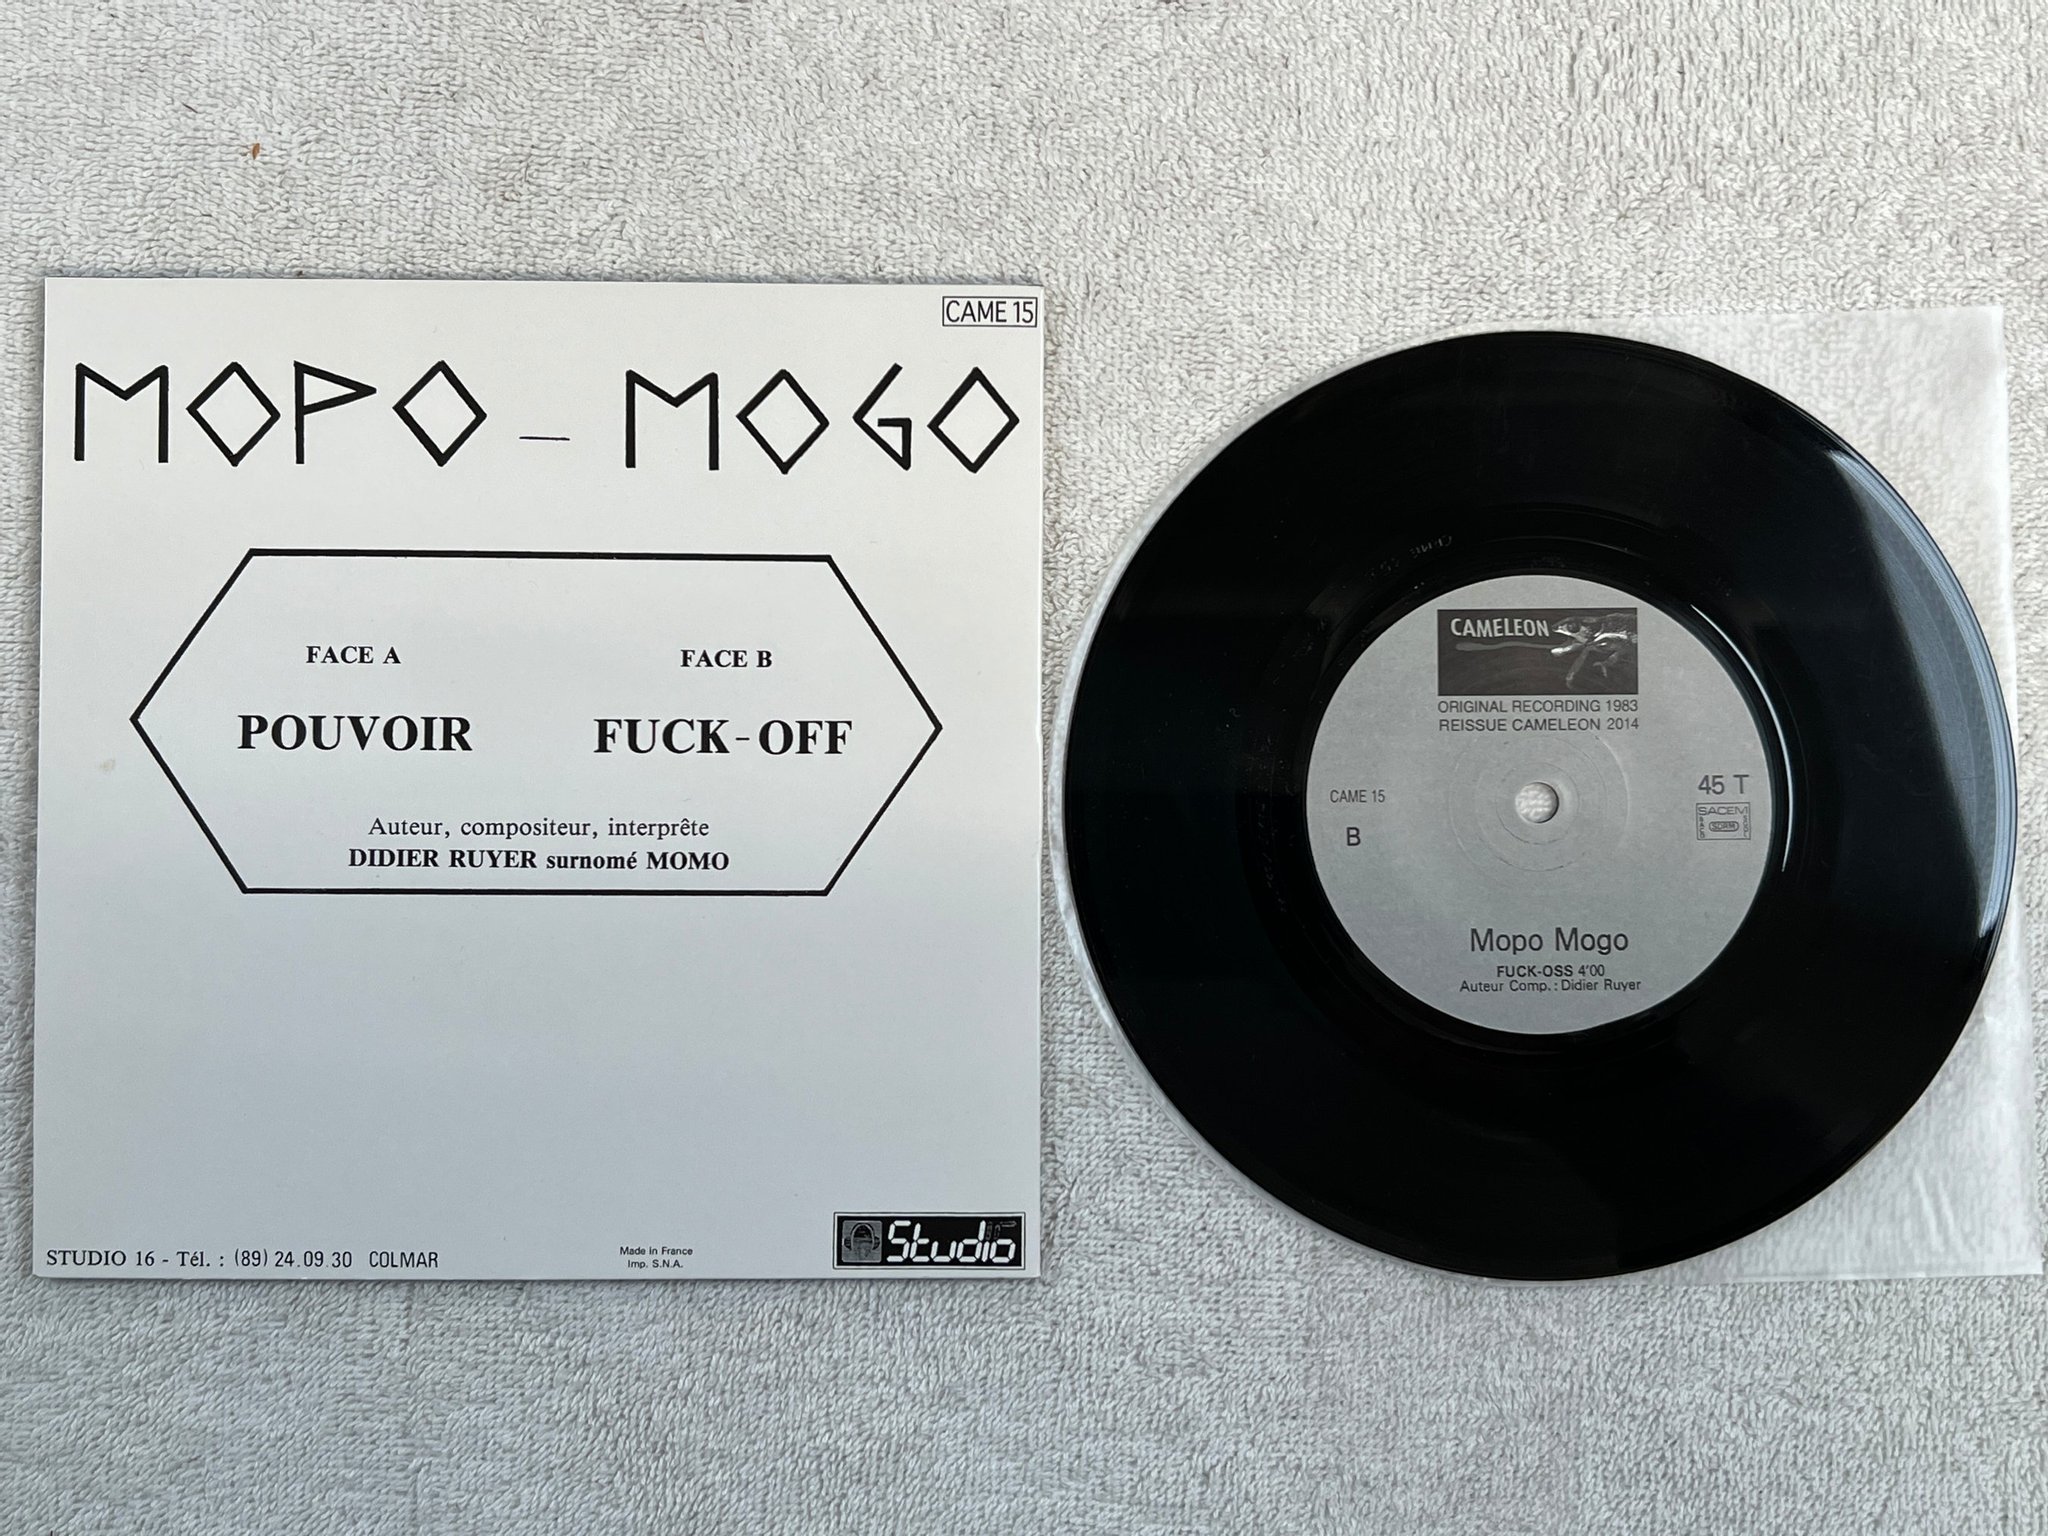 CAME 15
MOPO - MOGO
FACE A
POUVOIR
FACE B
FUCK-OFF
Auteur, compositeur, interprête
DIDIER RUYER surnomé MOMO
STUDIO 16 - Tél. : (89) 24.09.30 COLMAR
Made in France
Imp. S.N.A.
Studio
CAMELEON
ORIGINAL RECORDING 1983
REISSUE CAMELEON 2014
CAME 15
B
45 T
SACEM
SDRM
Mopo Mogo
FUCK-OSS 4'00
Auteur Comp. : Didier Ruyer